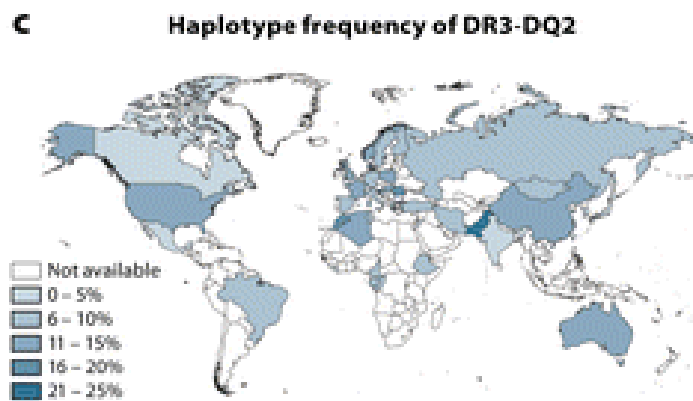 C Haplotype frequency of DR3-DQ2
Not available
0 – 5%
6 – 10%
11 – 15%
16 – 20%
21 – 25%